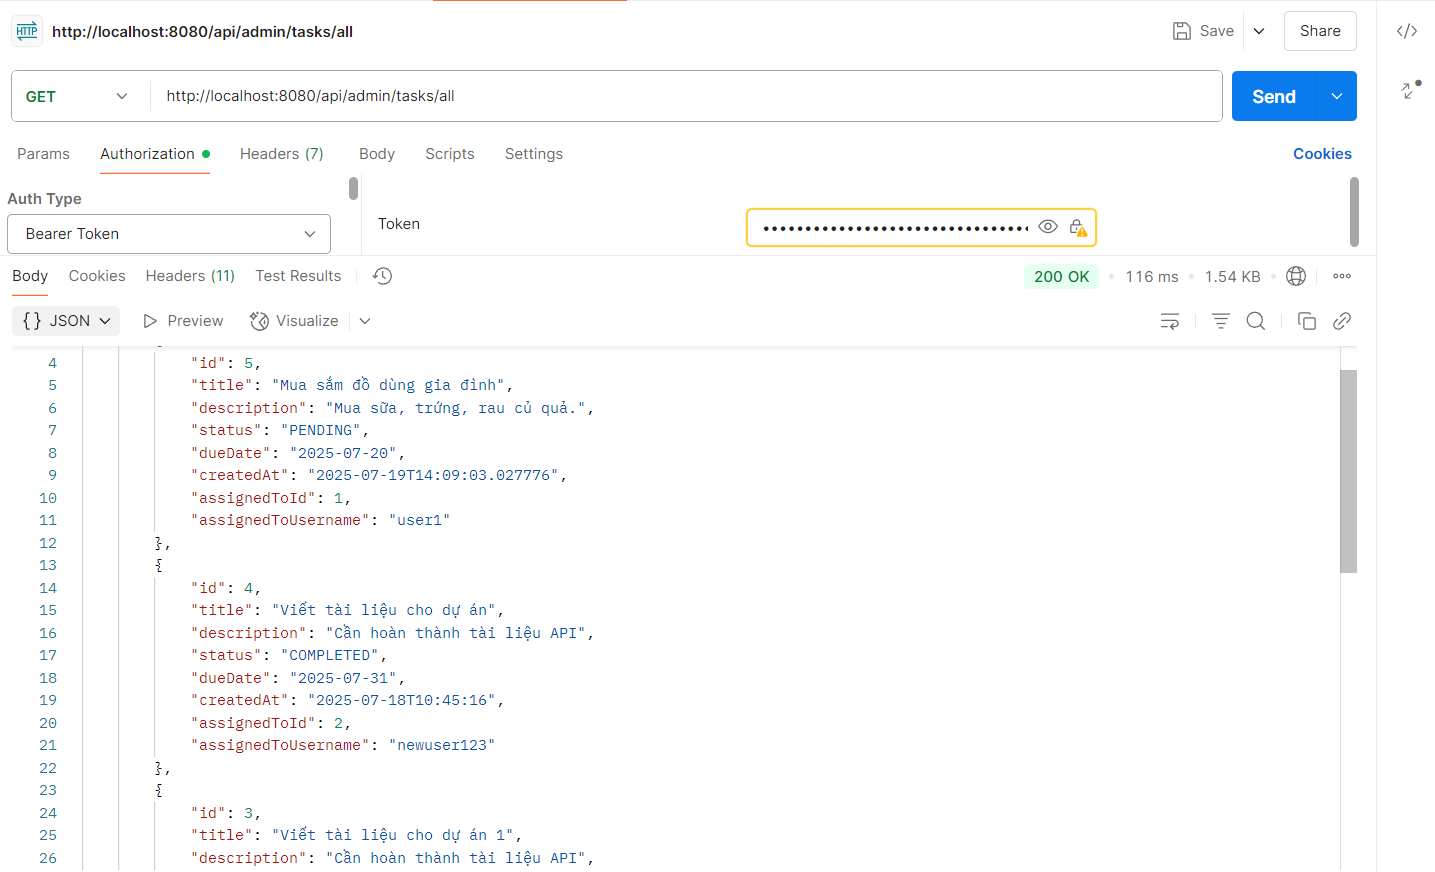 HTTP http://localhost:8080/api/admin/tasks/all Save Share
GET http://localhost:8080/api/admin/tasks/all Send
Params Authorization Headers (7) Body Scripts Settings Cookies
Auth Type
Bearer Token
Token
Body Cookies Headers (11) Test Results 200 OK 116 ms 1.54 KB
{} JSON Preview Visualize
4 "id": 5,
5 "title": "Mua sắm đồ dùng gia đình",
6 "description": "Mua sữa, trứng, rau củ quả.",
7 "status": "PENDING",
8 "dueDate": "2025-07-20",
9 "createdAt": "2025-07-19T14:09:03.027776",
10 "assignedToId": 1,
11 "assignedToUsername": "user1"
12 },
13 {
14 "id": 4,
15 "title": "Viết tài liệu cho dự án",
16 "description": "Cần hoàn thành tài liệu API",
17 "status": "COMPLETED",
18 "dueDate": "2025-07-31",
19 "createdAt": "2025-07-18T10:45:16",
20 "assignedToId": 2,
21 "assignedToUsername": "newuser123"
22 },
23 {
24 "id": 3,
25 "title": "Viết tài liệu cho dự án 1",
26 "description": "Cần hoàn thành tài liệu API",